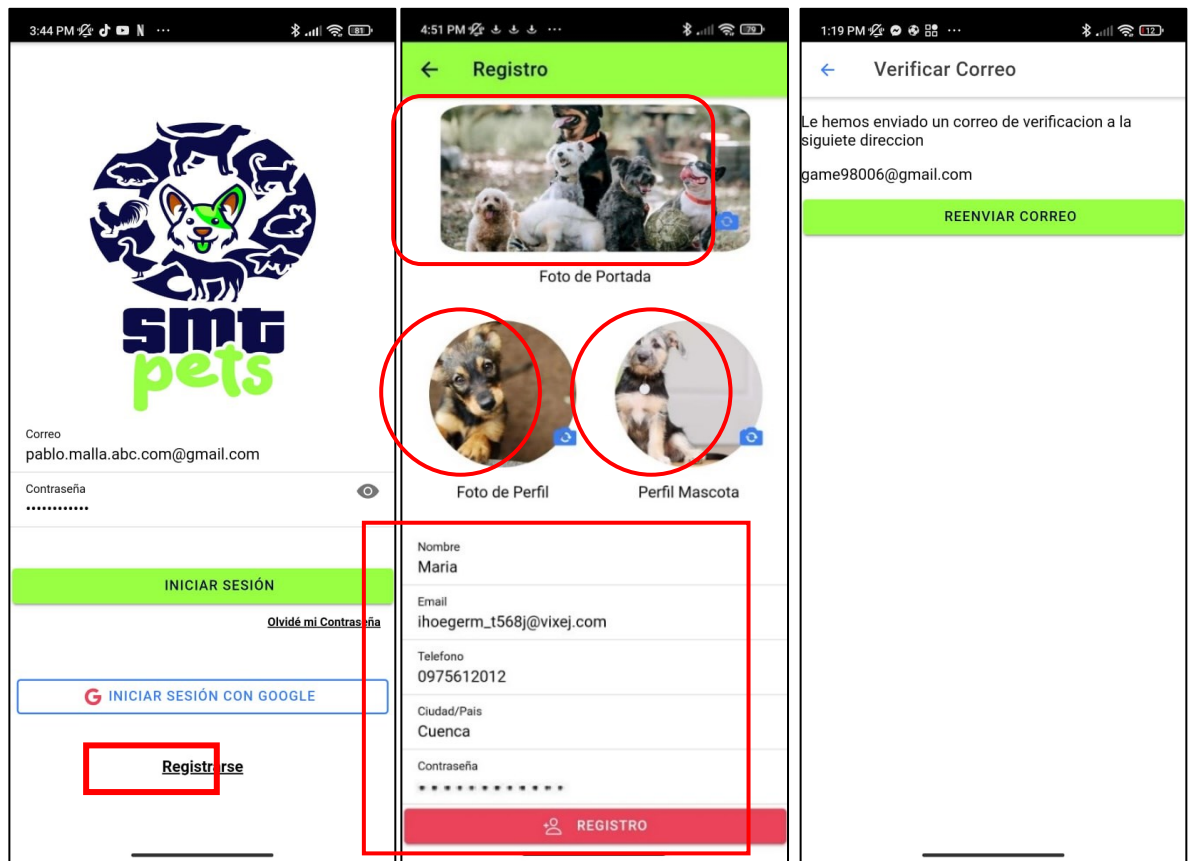 3:44 PM
81
smt
pets
Correo
pablo.malla.abc.com@gmail.com
Contraseña
••••••••••••
INICIAR SESIÓN
Olvidé mi Contraseña
G INICIAR SESIÓN CON GOOGLE
Registrarse
4:51 PM
79
Registro
Foto de Portada
Foto de Perfil
Perfil Mascota
Nombre
Maria
Email
ihoegerm_t568j@vixej.com
Telefono
0975612012
Ciudad/Pais
Cuenca
Contraseña
••••••••••••
REGISTRO
1:19 PM
12
Verificar Correo
Le hemos enviado un correo de verificacion a la
siguiete direccion
game98006@gmail.com
REENVIAR CORREO